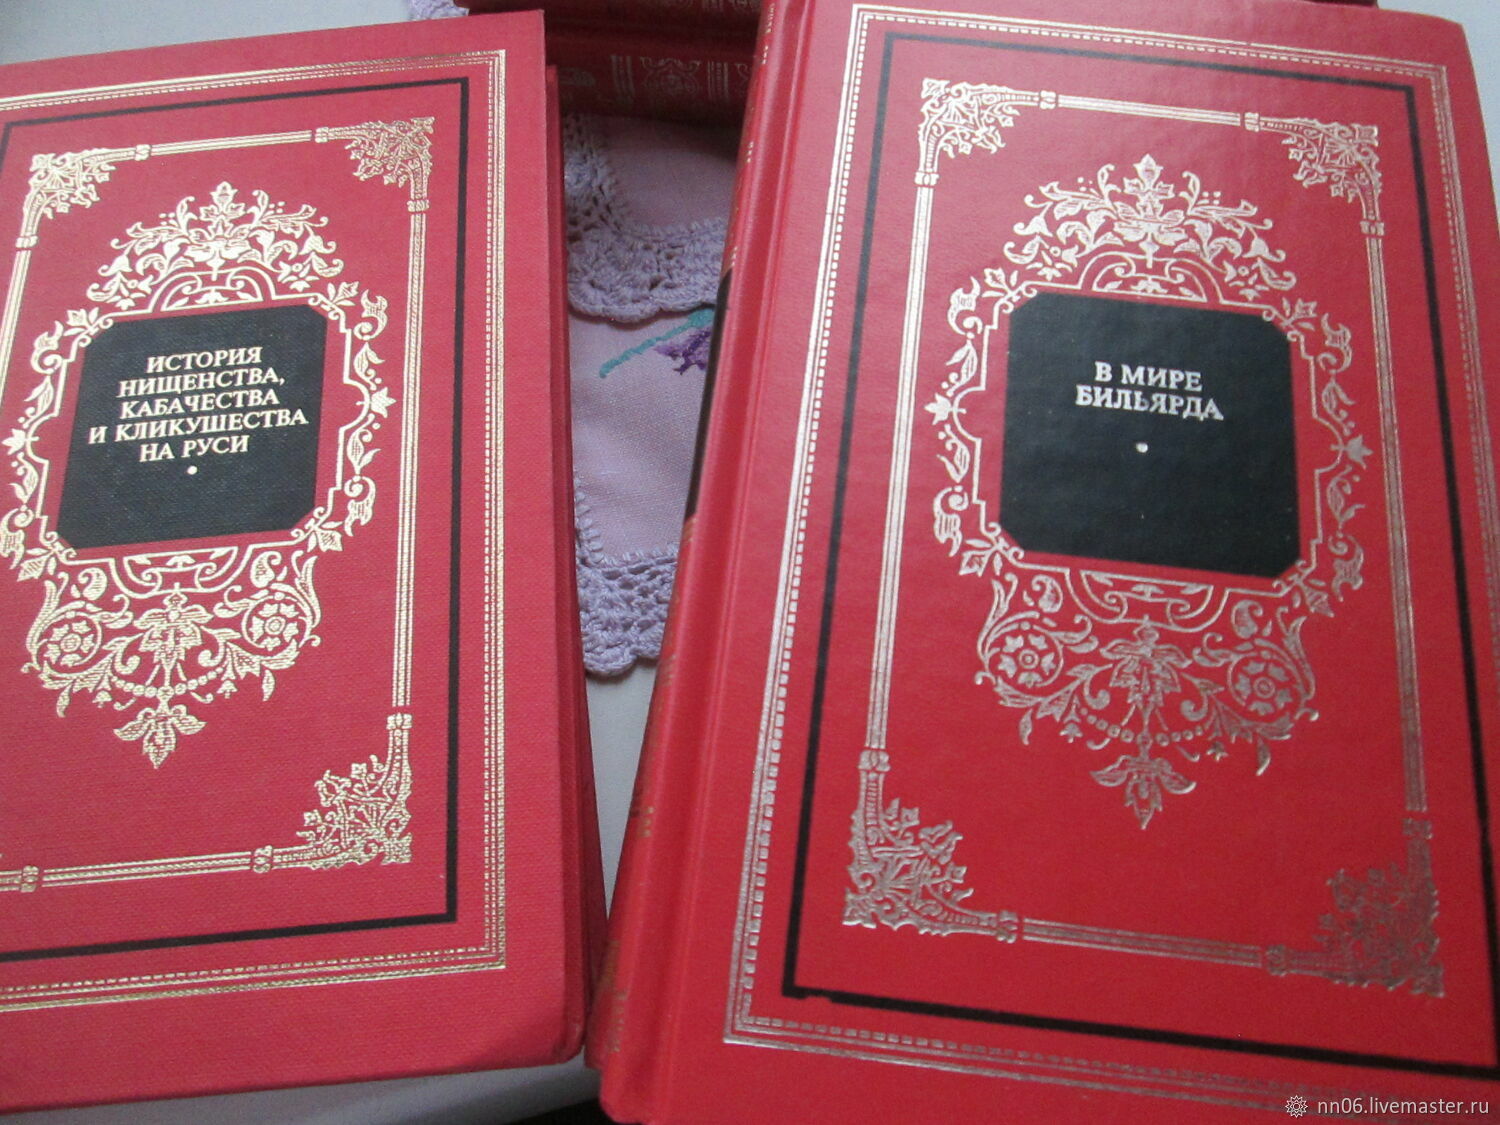 ИСТОРИЯ
НИЩЕНСТВА,
КАБАЧЕСТВА
И КЛИКУШЕСТВА
НА РУСИ
В МИРЕ
БИЛЬЯРДА
nn06.livemaster.ru